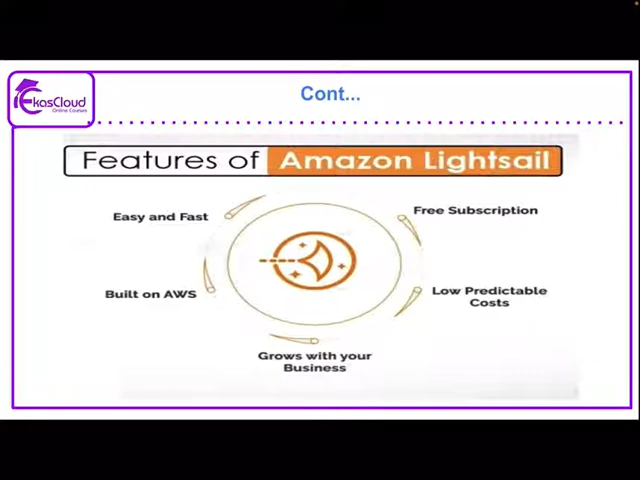 EkasCloud
Online Courses
Cont...
Features of Amazon Lightsail
Easy and Fast
Free Subscription
Built on AWS
Low Predictable
Costs
Grows with your
Business